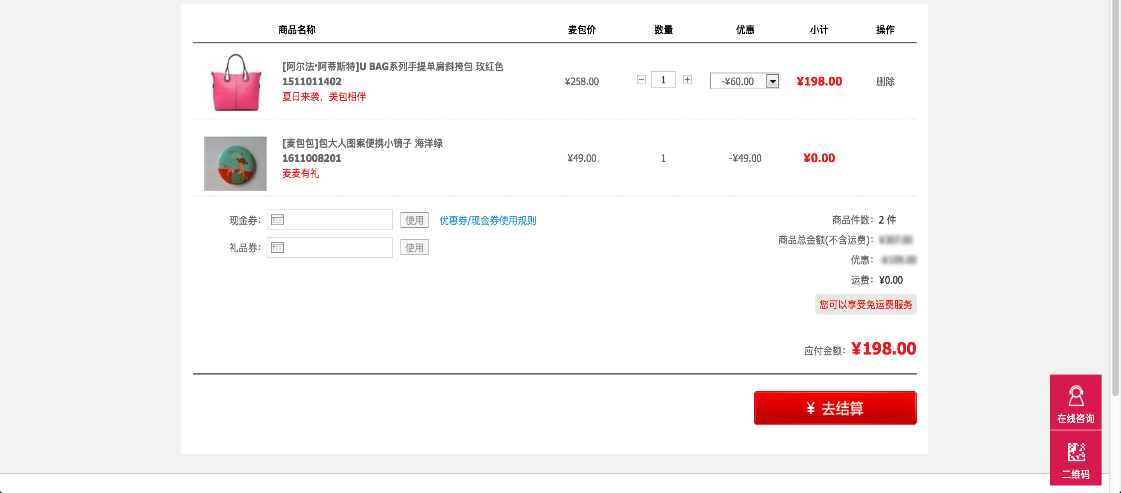 商品名称 麦包价 数量 优惠 小计 操作
[阿尔法·阿蒂斯特]U BAG系列手提单肩斜挎包 玫红色
1511011402
夏日来袭，美包相伴
¥258.00 1 -¥60.00 ¥198.00 删除
[麦包包]包大人图案便携小镜子 海洋绿
1611008201
麦麦有礼
¥49.00 1 -¥49.00 ¥0.00
现金券： 使用 优惠券/现金券使用规则
礼品券： 使用
商品件数：2 件
商品总金额(不含运费)：
优惠：
运费：¥0.00
您可以享受免运费服务
应付金额：¥198.00
¥ 去结算
在线咨询
二维码